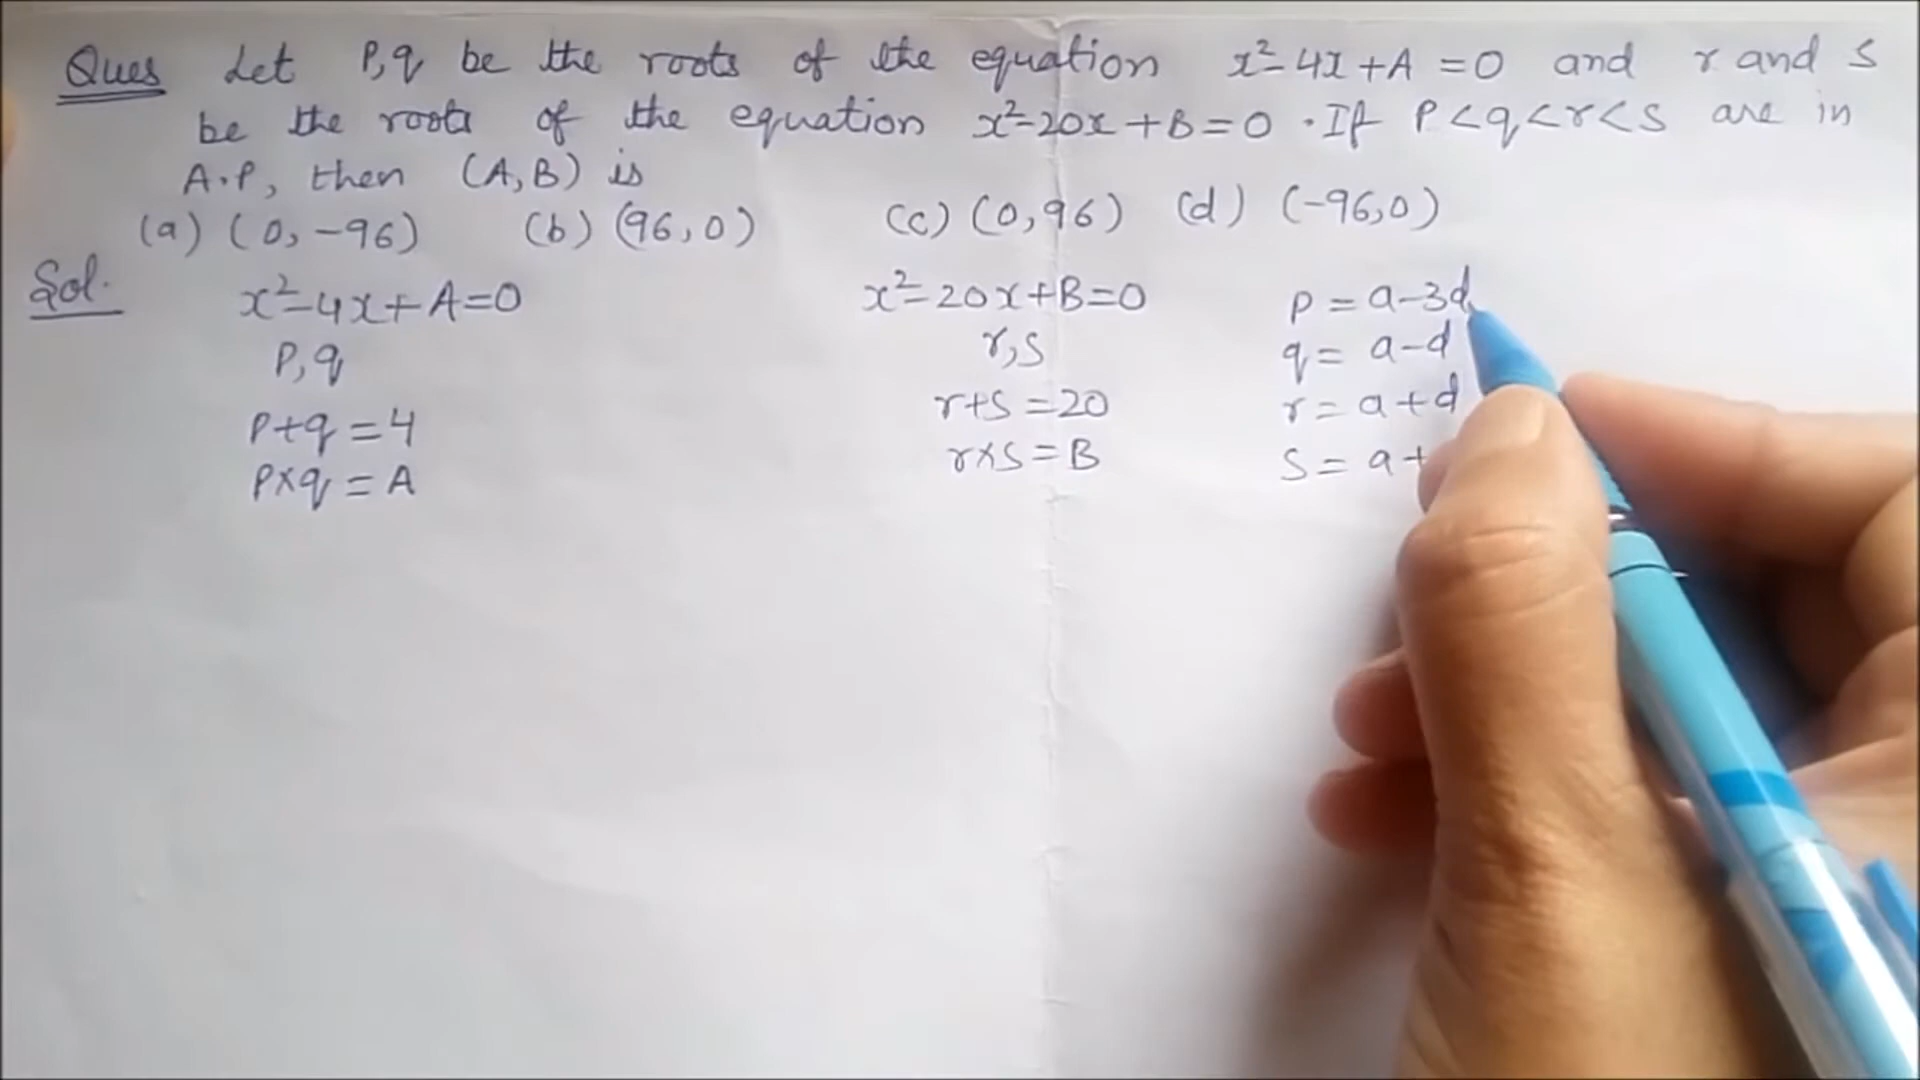 Ques Let P,q be the roots of the equation x²-4x+A=0 and r and s
be the roots of the equation x²-20x+B=0. If P<q<r<s are in
A.P, then (A,B) is
(a) (0,-96) (b) (96,0) (c) (0,96) (d) (-96,0)
Sol. x²-4x+A=0 x²-20x+B=0 P=a-3d
P,q r,s q=a-d
P+q=4 r+s=20 r=a+d
P×q=A r×s=B s=a+